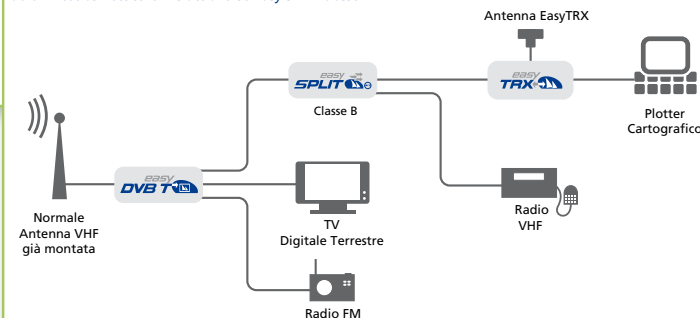 Antenna EasyTRX
easy
SPLIT
Classe B
easy
TRX
Plotter
Cartografico
easy
DVB T
Normale
Antenna VHF
già montata
TV
Digitale Terrestre
Radio
VHF
Radio FM